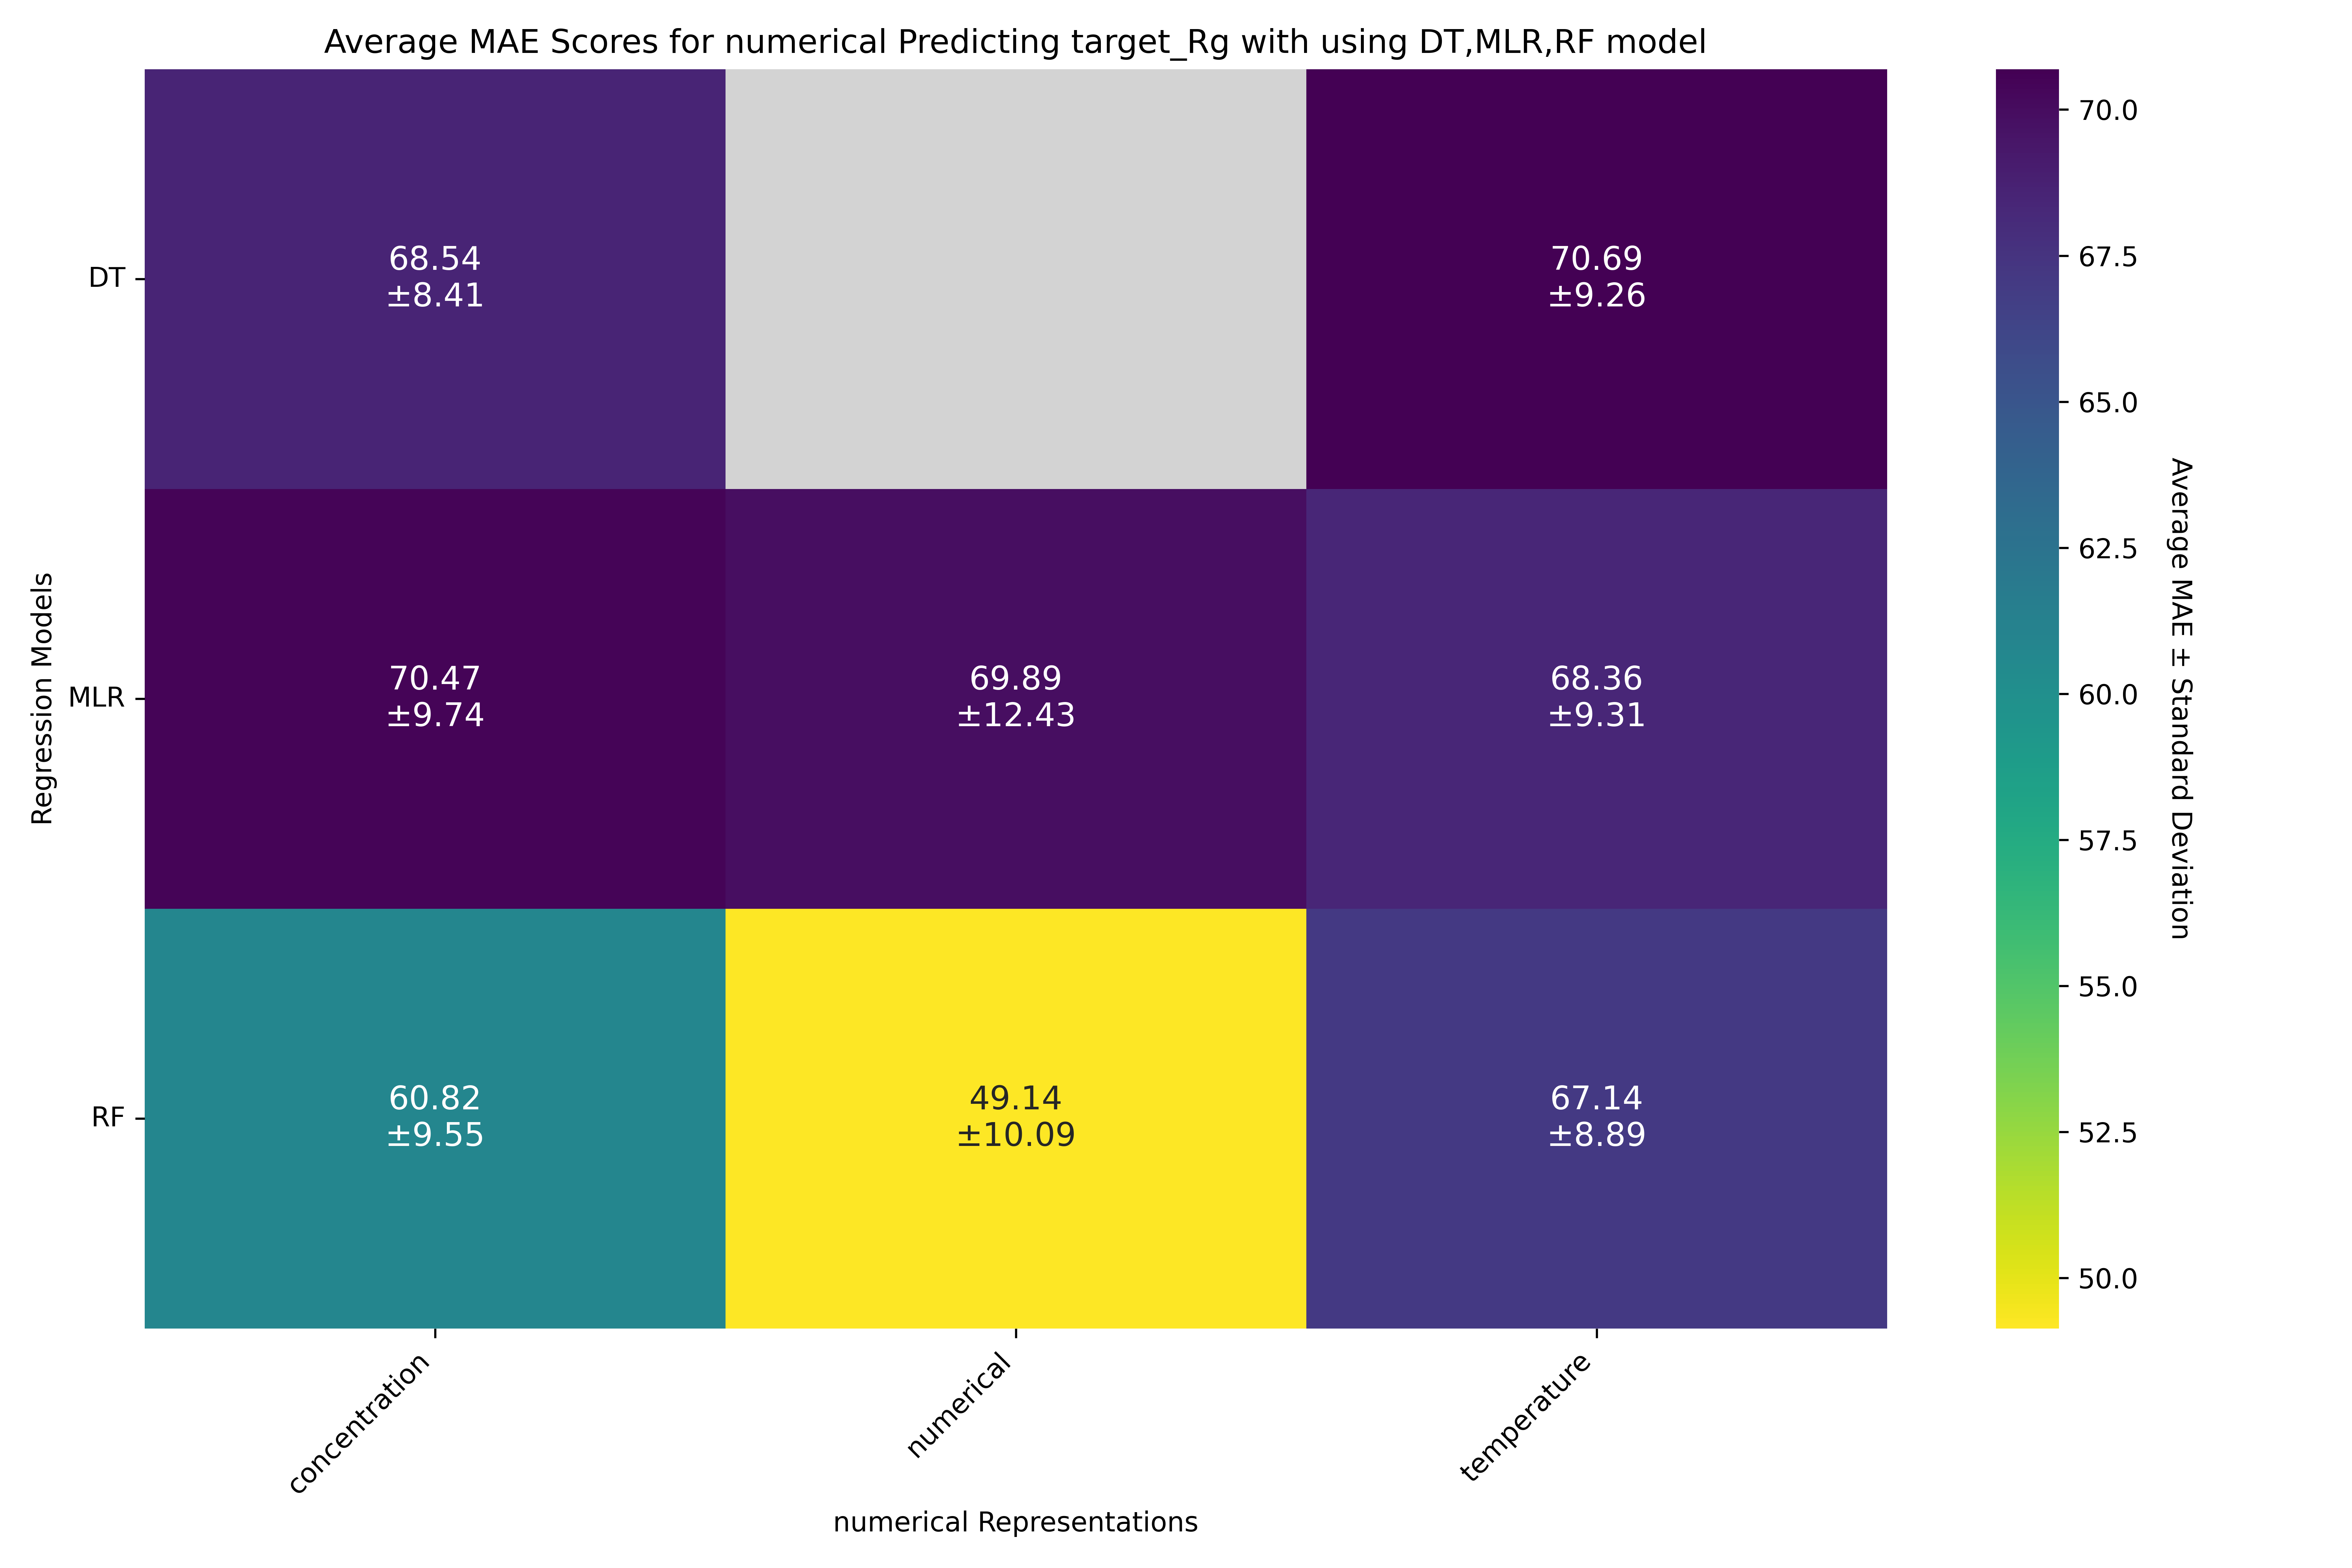 Average MAE Scores for numerical Predicting target_Rg with using DT,MLR,RF model
Regression Models
DT
MLR
RF
68.54
±8.41
70.69
±9.26
70.47
±9.74
69.89
±12.43
68.36
±9.31
60.82
±9.55
49.14
±10.09
67.14
±8.89
concentration
numerical
temperature
numerical Representations
70.0
67.5
65.0
62.5
60.0
57.5
55.0
52.5
50.0
Average MAE ± Standard Deviation